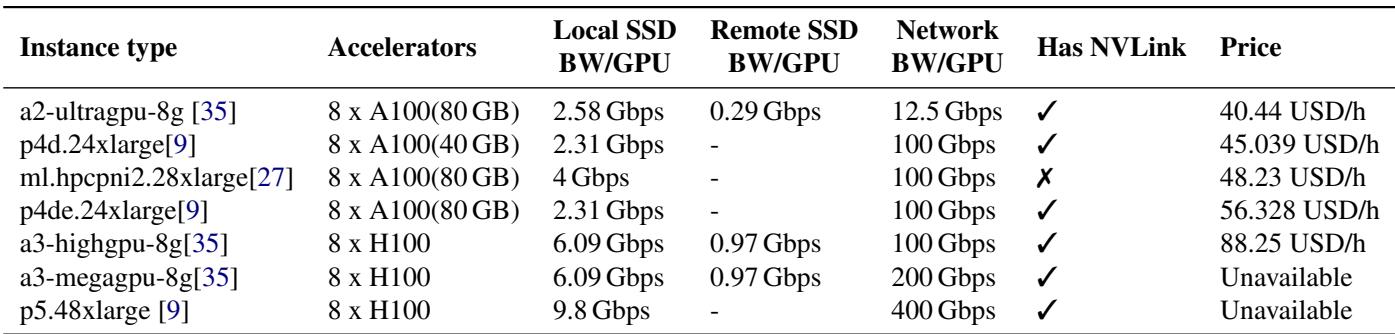 Instance type Accelerators Local SSD BW/GPU Remote SSD BW/GPU Network BW/GPU Has NVLink Price
a2-ultragpu-8g [35] 8 x A100(80 GB) 2.58 Gbps 0.29 Gbps 12.5 Gbps ✓ 40.44 USD/h
p4d.24xlarge[9] 8 x A100(40 GB) 2.31 Gbps - 100 Gbps ✓ 45.039 USD/h
ml.hpcpni2.28xlarge[27] 8 x A100(80 GB) 4 Gbps - 100 Gbps ✗ 48.23 USD/h
p4de.24xlarge[9] 8 x A100(80 GB) 2.31 Gbps - 100 Gbps ✓ 56.328 USD/h
a3-highgpu-8g[35] 8 x H100 6.09 Gbps 0.97 Gbps 100 Gbps ✓ 88.25 USD/h
a3-megagpu-8g[35] 8 x H100 6.09 Gbps 0.97 Gbps 200 Gbps ✓ Unavailable
p5.48xlarge [9] 8 x H100 9.8 Gbps - 400 Gbps ✓ Unavailable